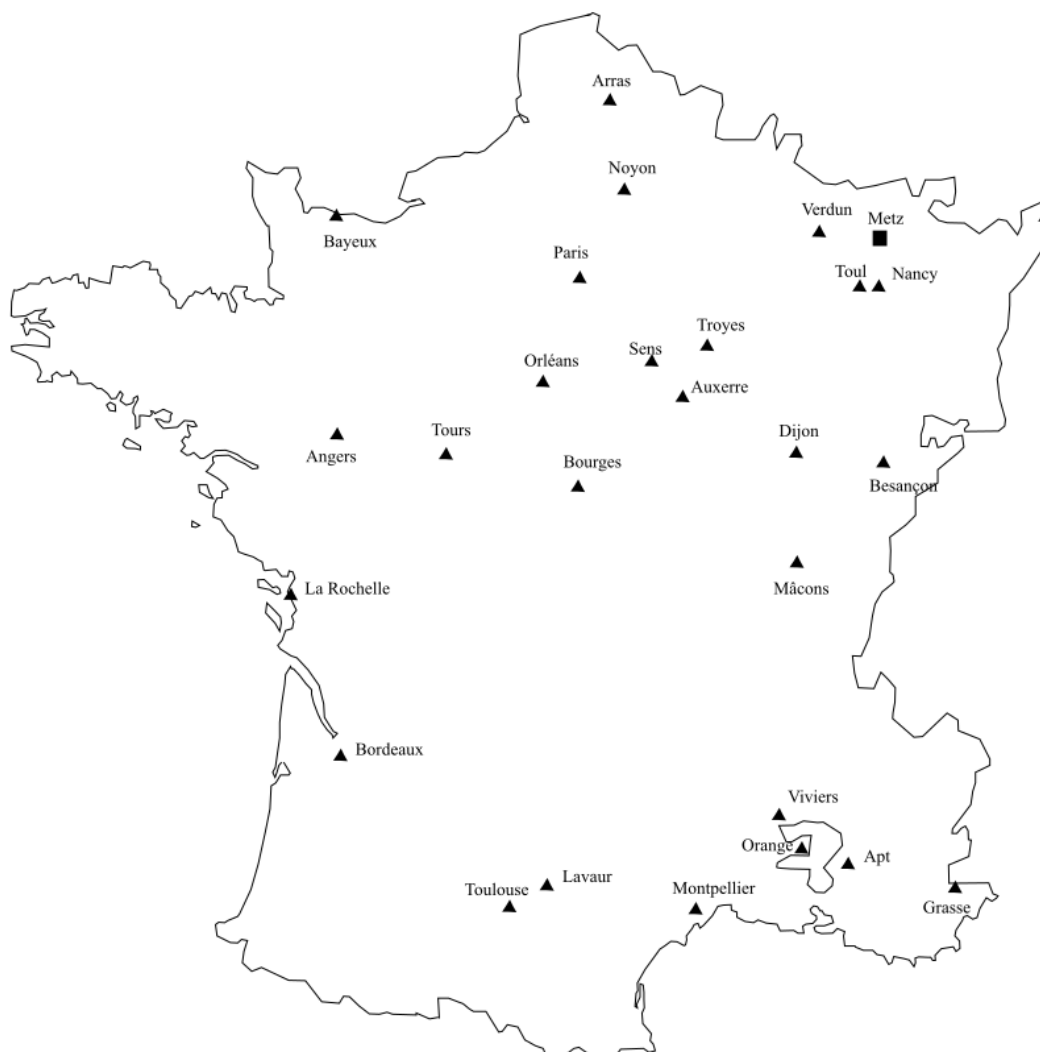 Arras
Noyon
Verdun
Metz
Bayeux
Paris
Toul
Nancy
Troyes
Sens
Orléans
Auxerre
Tours
Dijon
Angers
Bourges
Besançon
La Rochelle
Mâcons
Bordeaux
Viviers
Orange
Apt
Lavaur
Toulouse
Montpellier
Grasse